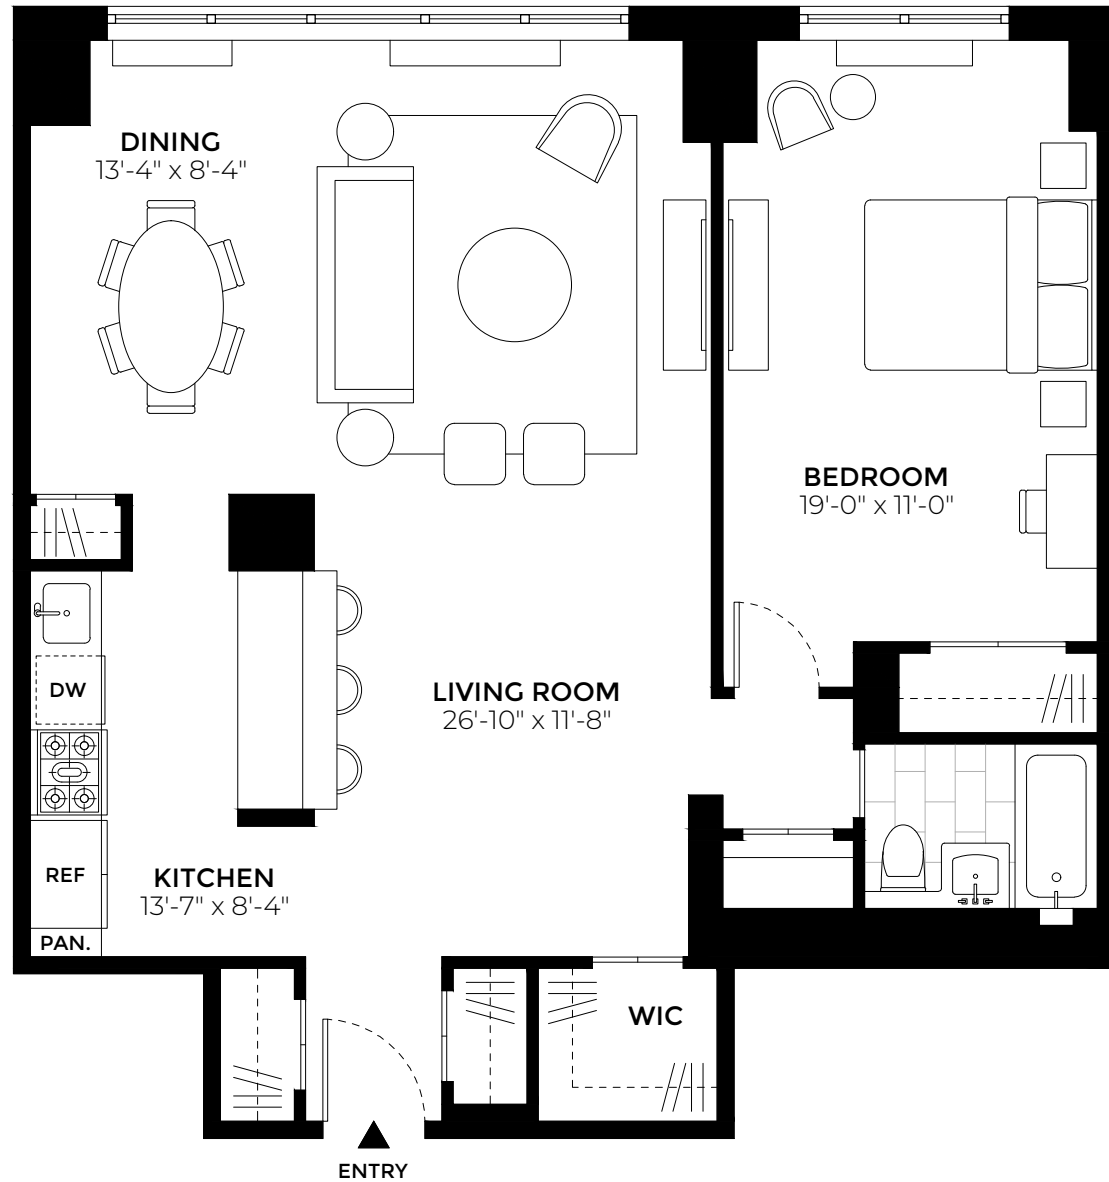 DINING
13'-4" x 8'-4"
BEDROOM
19'-0" x 11'-0"
DW
LIVING ROOM
26'-10" x 11'-8"
REF
KITCHEN
13'-7" x 8'-4"
PAN.
WIC
ENTRY